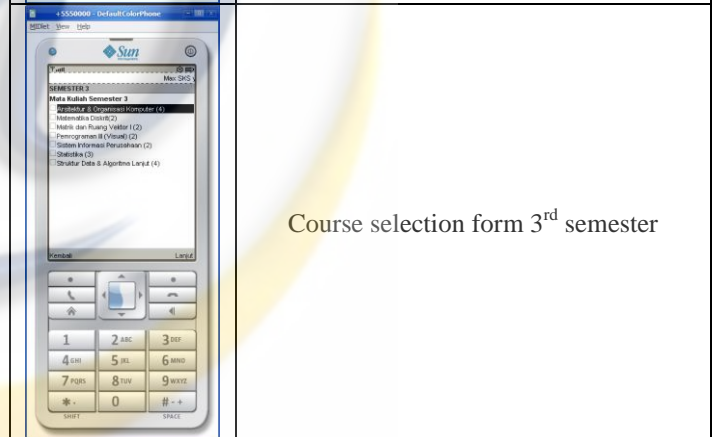 +5550000 - DefaultColorPhone
MIDlet View Help
Sun
Max SKS
SEMESTER 3
Mata Kuliah Semester 3
Arsitektur & Organisasi Komputer (4)
Matematika Diskrit(2)
Matrik dan Ruang Vektor I (2)
Pemrograman III (Visual) (2)
Sistem Informasi Perusahaan (2)
Statistika (3)
Struktur Data & Algoritma Lanjut (4)
Kembali Lanjut
1 2 ABC 3 DEF
4 GHI 5 JKL 6 MNO
7 PQRS 8 TUV 9 WXYZ
* . 0 # - +
SHIFT SPACE
Course selection form 3rd semester